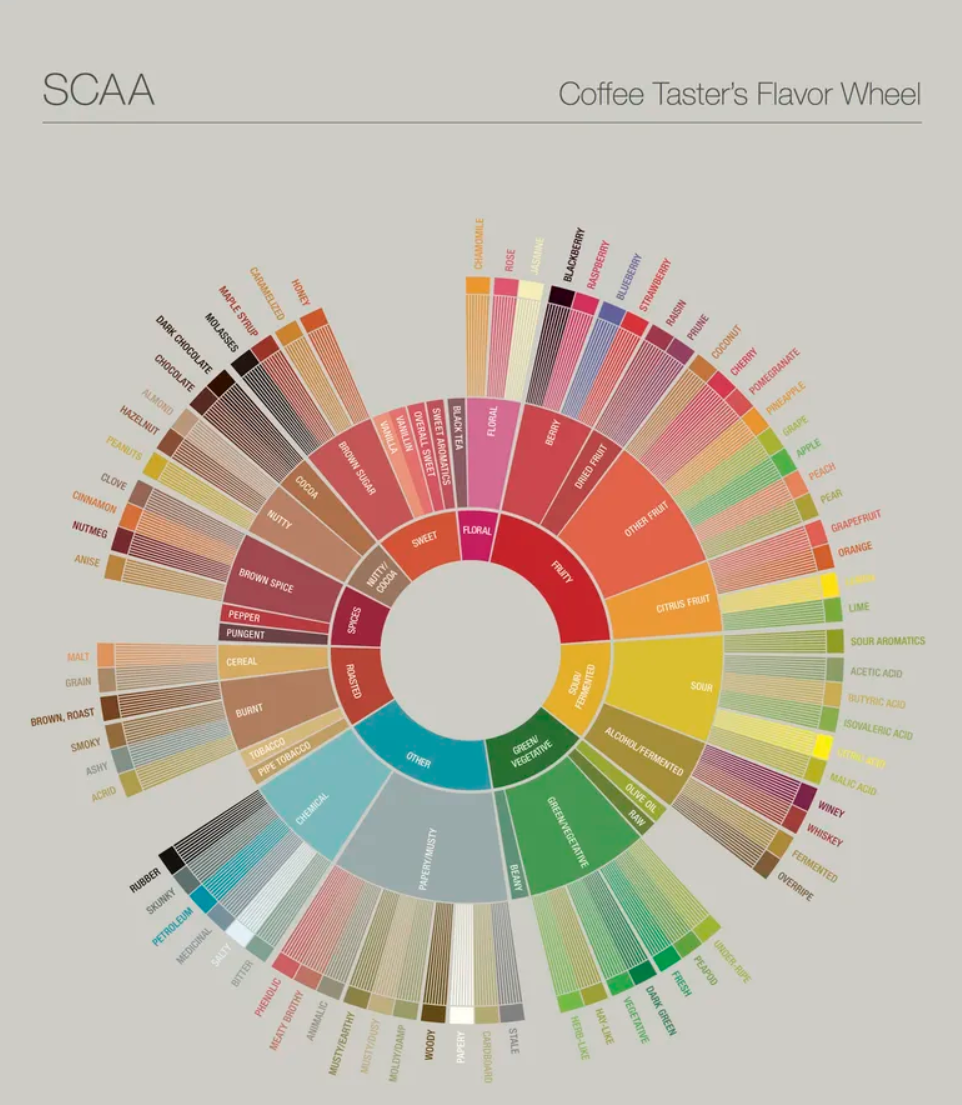 SCAA
Coffee Taster's Flavor Wheel
FLORAL
FRUITY
SOUR/
FERMENTED
GREEN/
VEGETATIVE
OTHER
ROASTED
SPICES
NUTTY/
COCOA
SWEET
FLORAL
BERRY
DRIED FRUIT
OTHER FRUIT
CITRUS FRUIT
SOUR
ALCOHOL/FERMENTED
OLIVE OIL
RAW
GREEN/VEGETATIVE
BEANY
PAPERY/MUSTY
CHEMICAL
PIPE TOBACCO
TOBACCO
BURNT
CEREAL
PUNGENT
PEPPER
BROWN SPICE
NUTTY
COCOA
BROWN SUGAR
VANILLA
VANILLIN
OVERALL SWEET
SWEET AROMATICS
BLACK TEA
CHAMOMILE
ROSE
JASMINE
BLACKBERRY
RASPBERRY
BLUEBERRY
STRAWBERRY
RAISIN
PRUNE
COCONUT
CHERRY
POMEGRANATE
PINEAPPLE
GRAPE
APPLE
PEACH
PEAR
GRAPEFRUIT
ORANGE
LEMON
LIME
SOUR AROMATICS
ACETIC ACID
BUTYRIC ACID
ISOVALERIC ACID
CITRIC ACID
MALIC ACID
WINEY
WHISKEY
FERMENTED
OVERRIPE
UNDER-RIPE
PEAPOD
FRESH
DARK GREEN
VEGETATIVE
HAY-LIKE
HERB-LIKE
STALE
CARDBOARD
PAPERY
WOODY
MOLDY/DAMP
MUSTY/DUSTY
MUSTY/EARTHY
ANIMALIC
MEATY BROTHY
PHENOLIC
BITTER
SALTY
MEDICINAL
PETROLEUM
SKUNKY
RUBBER
ACRID
ASHY
SMOKY
BROWN, ROAST
GRAIN
MALT
ANISE
NUTMEG
CINNAMON
CLOVE
PEANUTS
HAZELNUT
ALMOND
CHOCOLATE
DARK CHOCOLATE
MOLASSES
MAPLE SYRUP
CARAMELIZED
HONEY